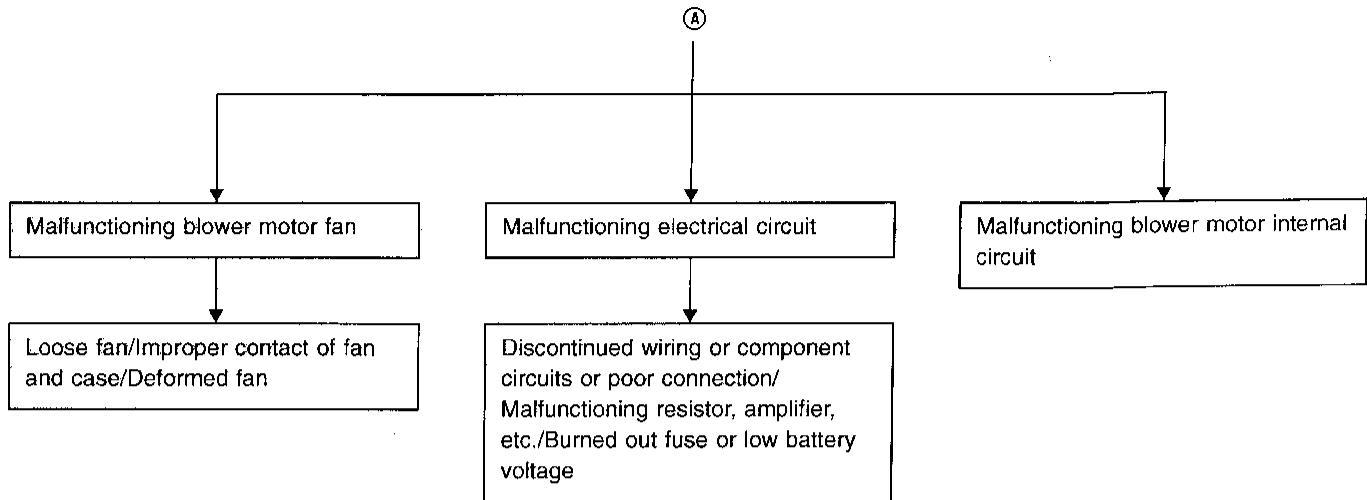 A
Malfunctioning blower motor fan
Malfunctioning electrical circuit
Malfunctioning blower motor internal
circuit
Loose fan/Improper contact of fan
and case/Deformed fan
Discontinued wiring or component
circuits or poor connection/
Malfunctioning resistor, amplifier,
etc./Burned out fuse or low battery
voltage